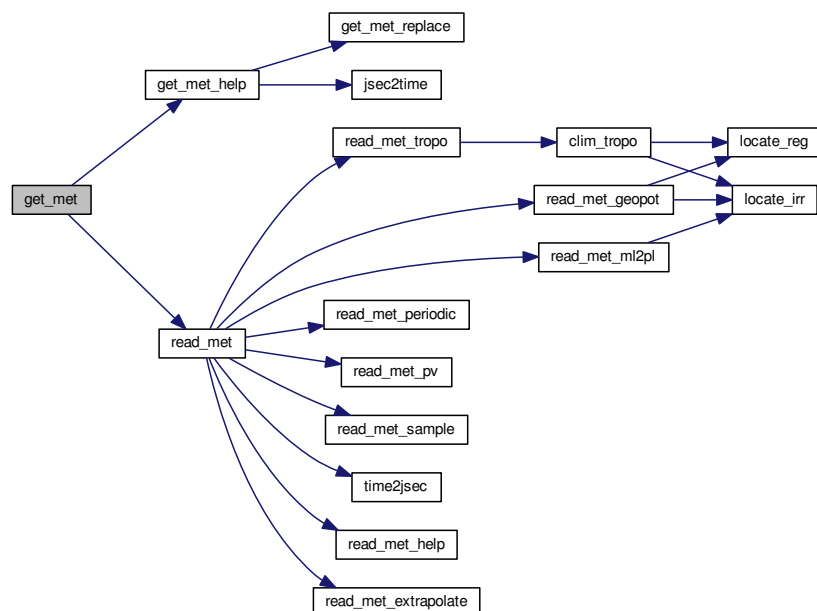 get_met_replace
get_met_help
jsec2time
read_met_tropo
clim_tropo
locate_reg
get_met
read_met_geopot
locate_irr
read_met_ml2pl
read_met_periodic
read_met
read_met_pv
read_met_sample
time2jsec
read_met_help
read_met_extrapolate